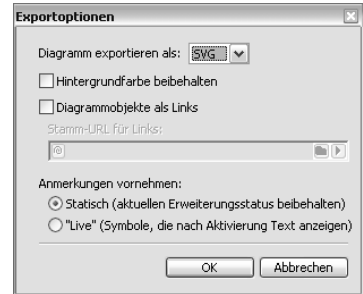 Exportoptionen
Diagramm exportieren als: SVG
Hintergrundfarbe beibehalten
Diagrammobjekte als Links
Stamm-URL für Links:
Anmerkungen vornehmen:
Statisch (aktuellen Erweiterungsstatus beibehalten)
"Live" (Symbole, die nach Aktivierung Text anzeigen)
OK Abbrechen